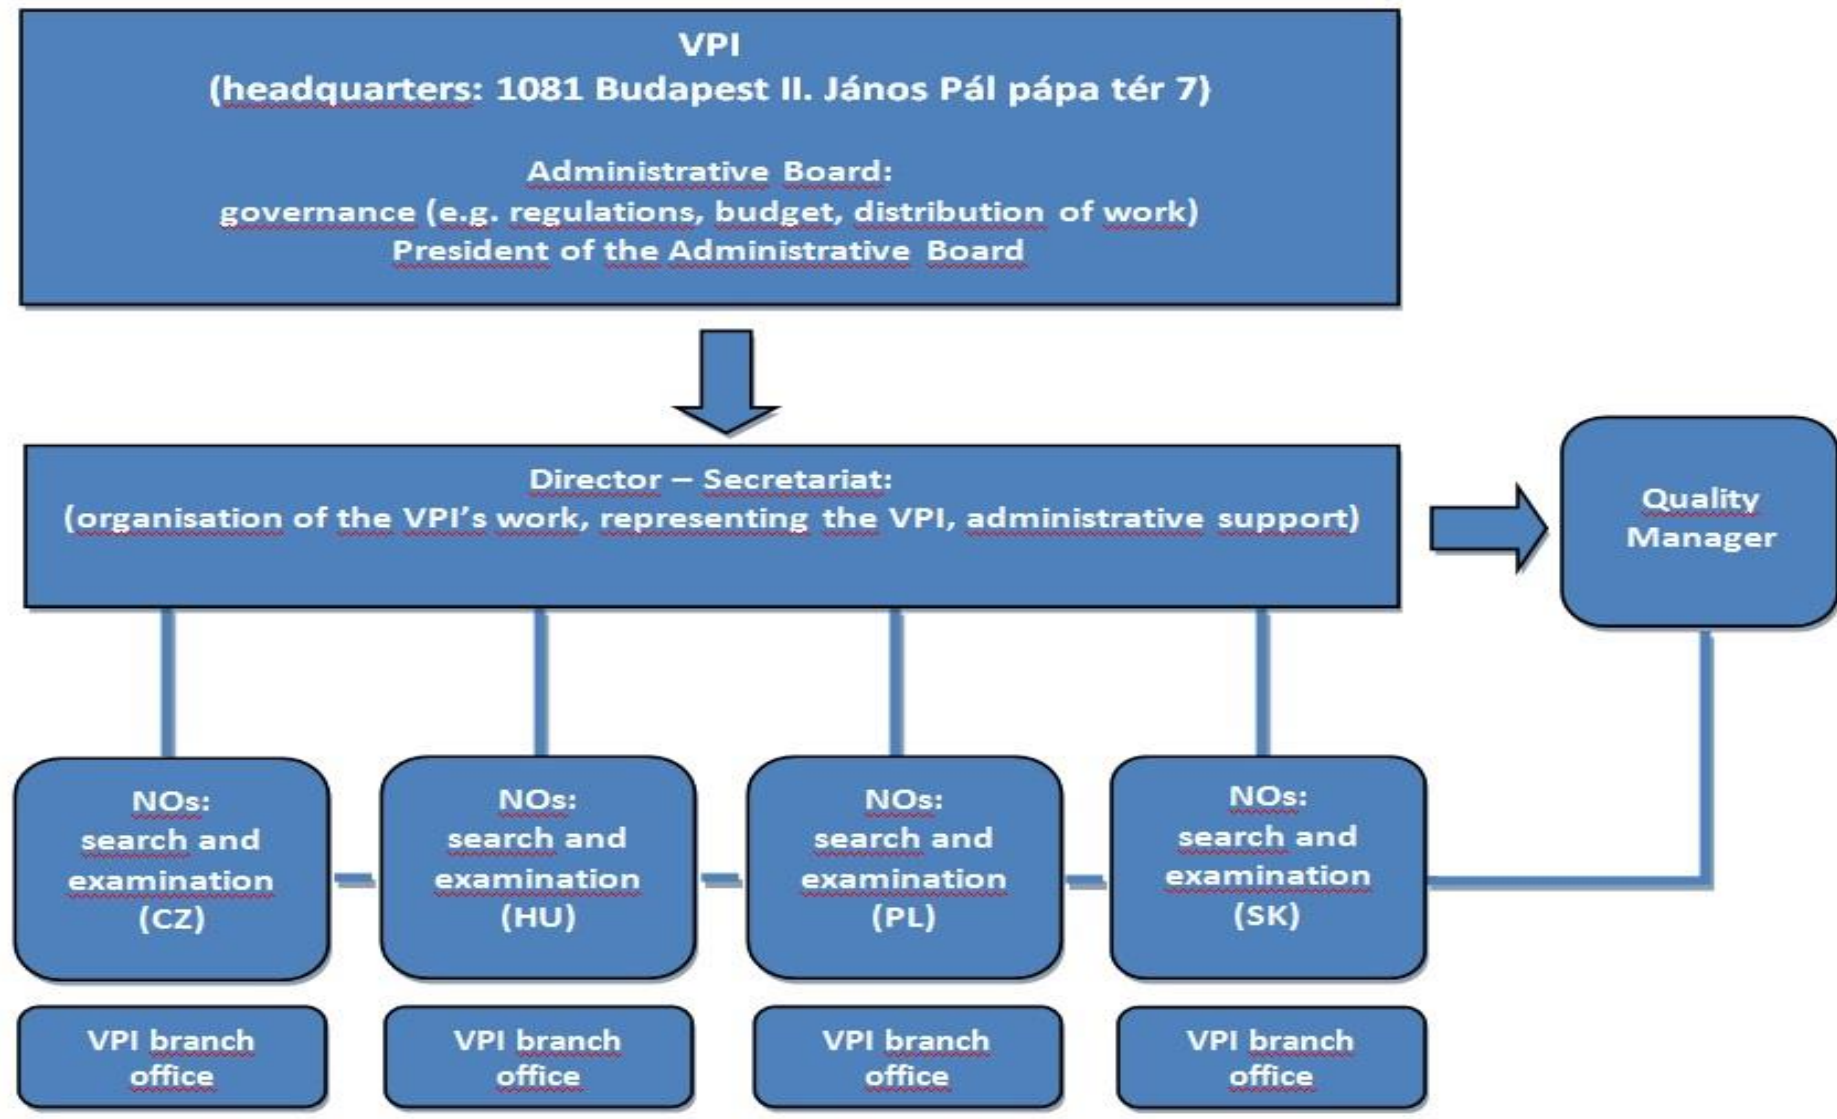 VPI
(headquarters: 1081 Budapest II. János Pál pápa tér 7)
Administrative Board:
governance (e.g. regulations, budget, distribution of work)
President of the Administrative Board
Director – Secretariat:
(organisation of the VPI’s work, representing the VPI, administrative support)
Quality
Manager
NOs:
search and
examination
(CZ)
NOs:
search and
examination
(HU)
NOs:
search and
examination
(PL)
NOs:
search and
examination
(SK)
VPI branch
office
VPI branch
office
VPI branch
office
VPI branch
office